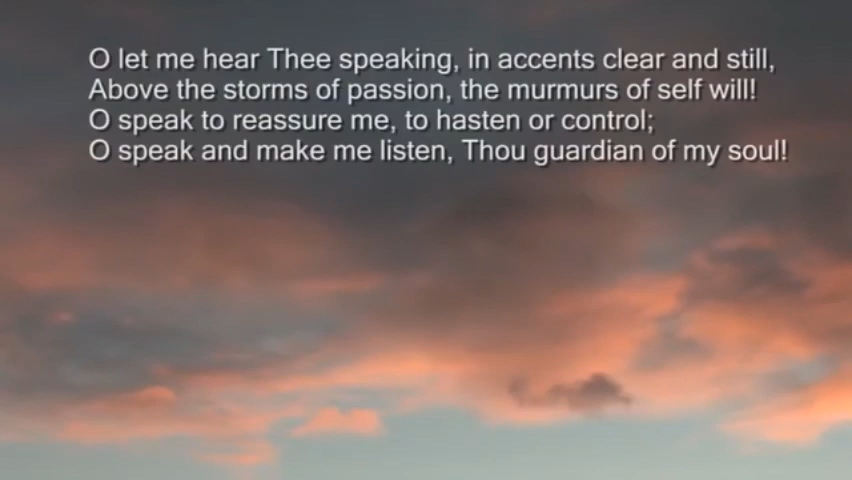 O let me hear Thee speaking, in accents clear and still,
Above the storms of passion, the murmurs of self will!
O speak to reassure me, to hasten or control;
O speak and make me listen, Thou guardian of my soul!